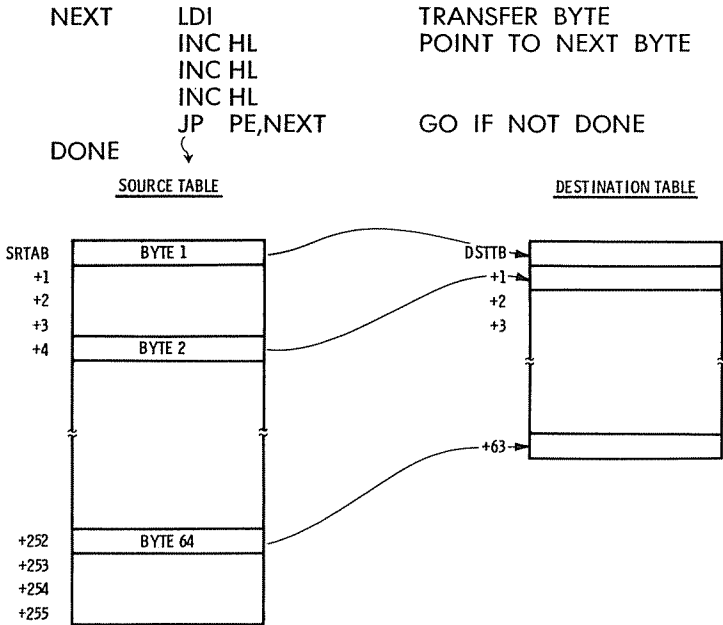 NEXT LDI TRANSFER BYTE
INC HL POINT TO NEXT BYTE
INC HL
INC HL
JP PE,NEXT GO IF NOT DONE
DONE
SOURCE TABLE
DESTINATION TABLE
SRTAB BYTE 1 DSTTB
+1 +1
+2 +2
+3 +3
+4 BYTE 2
+63
+252 BYTE 64
+253
+254
+255